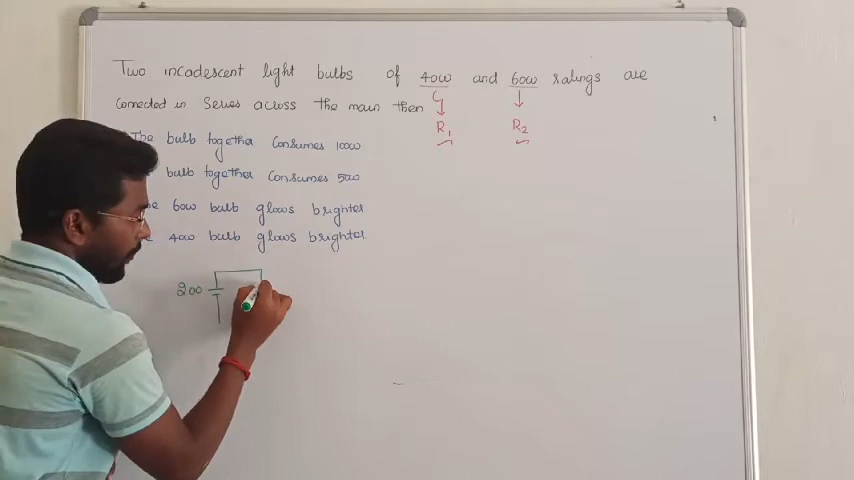 Two incadescent light bulbs of 40W and 60W ratings are
Connected in Series across the main then
R1 R2
The bulb together Consumes 100W
bulb together Consumes 50W
60W bulb glows brighter
40W bulb glows brighter
200